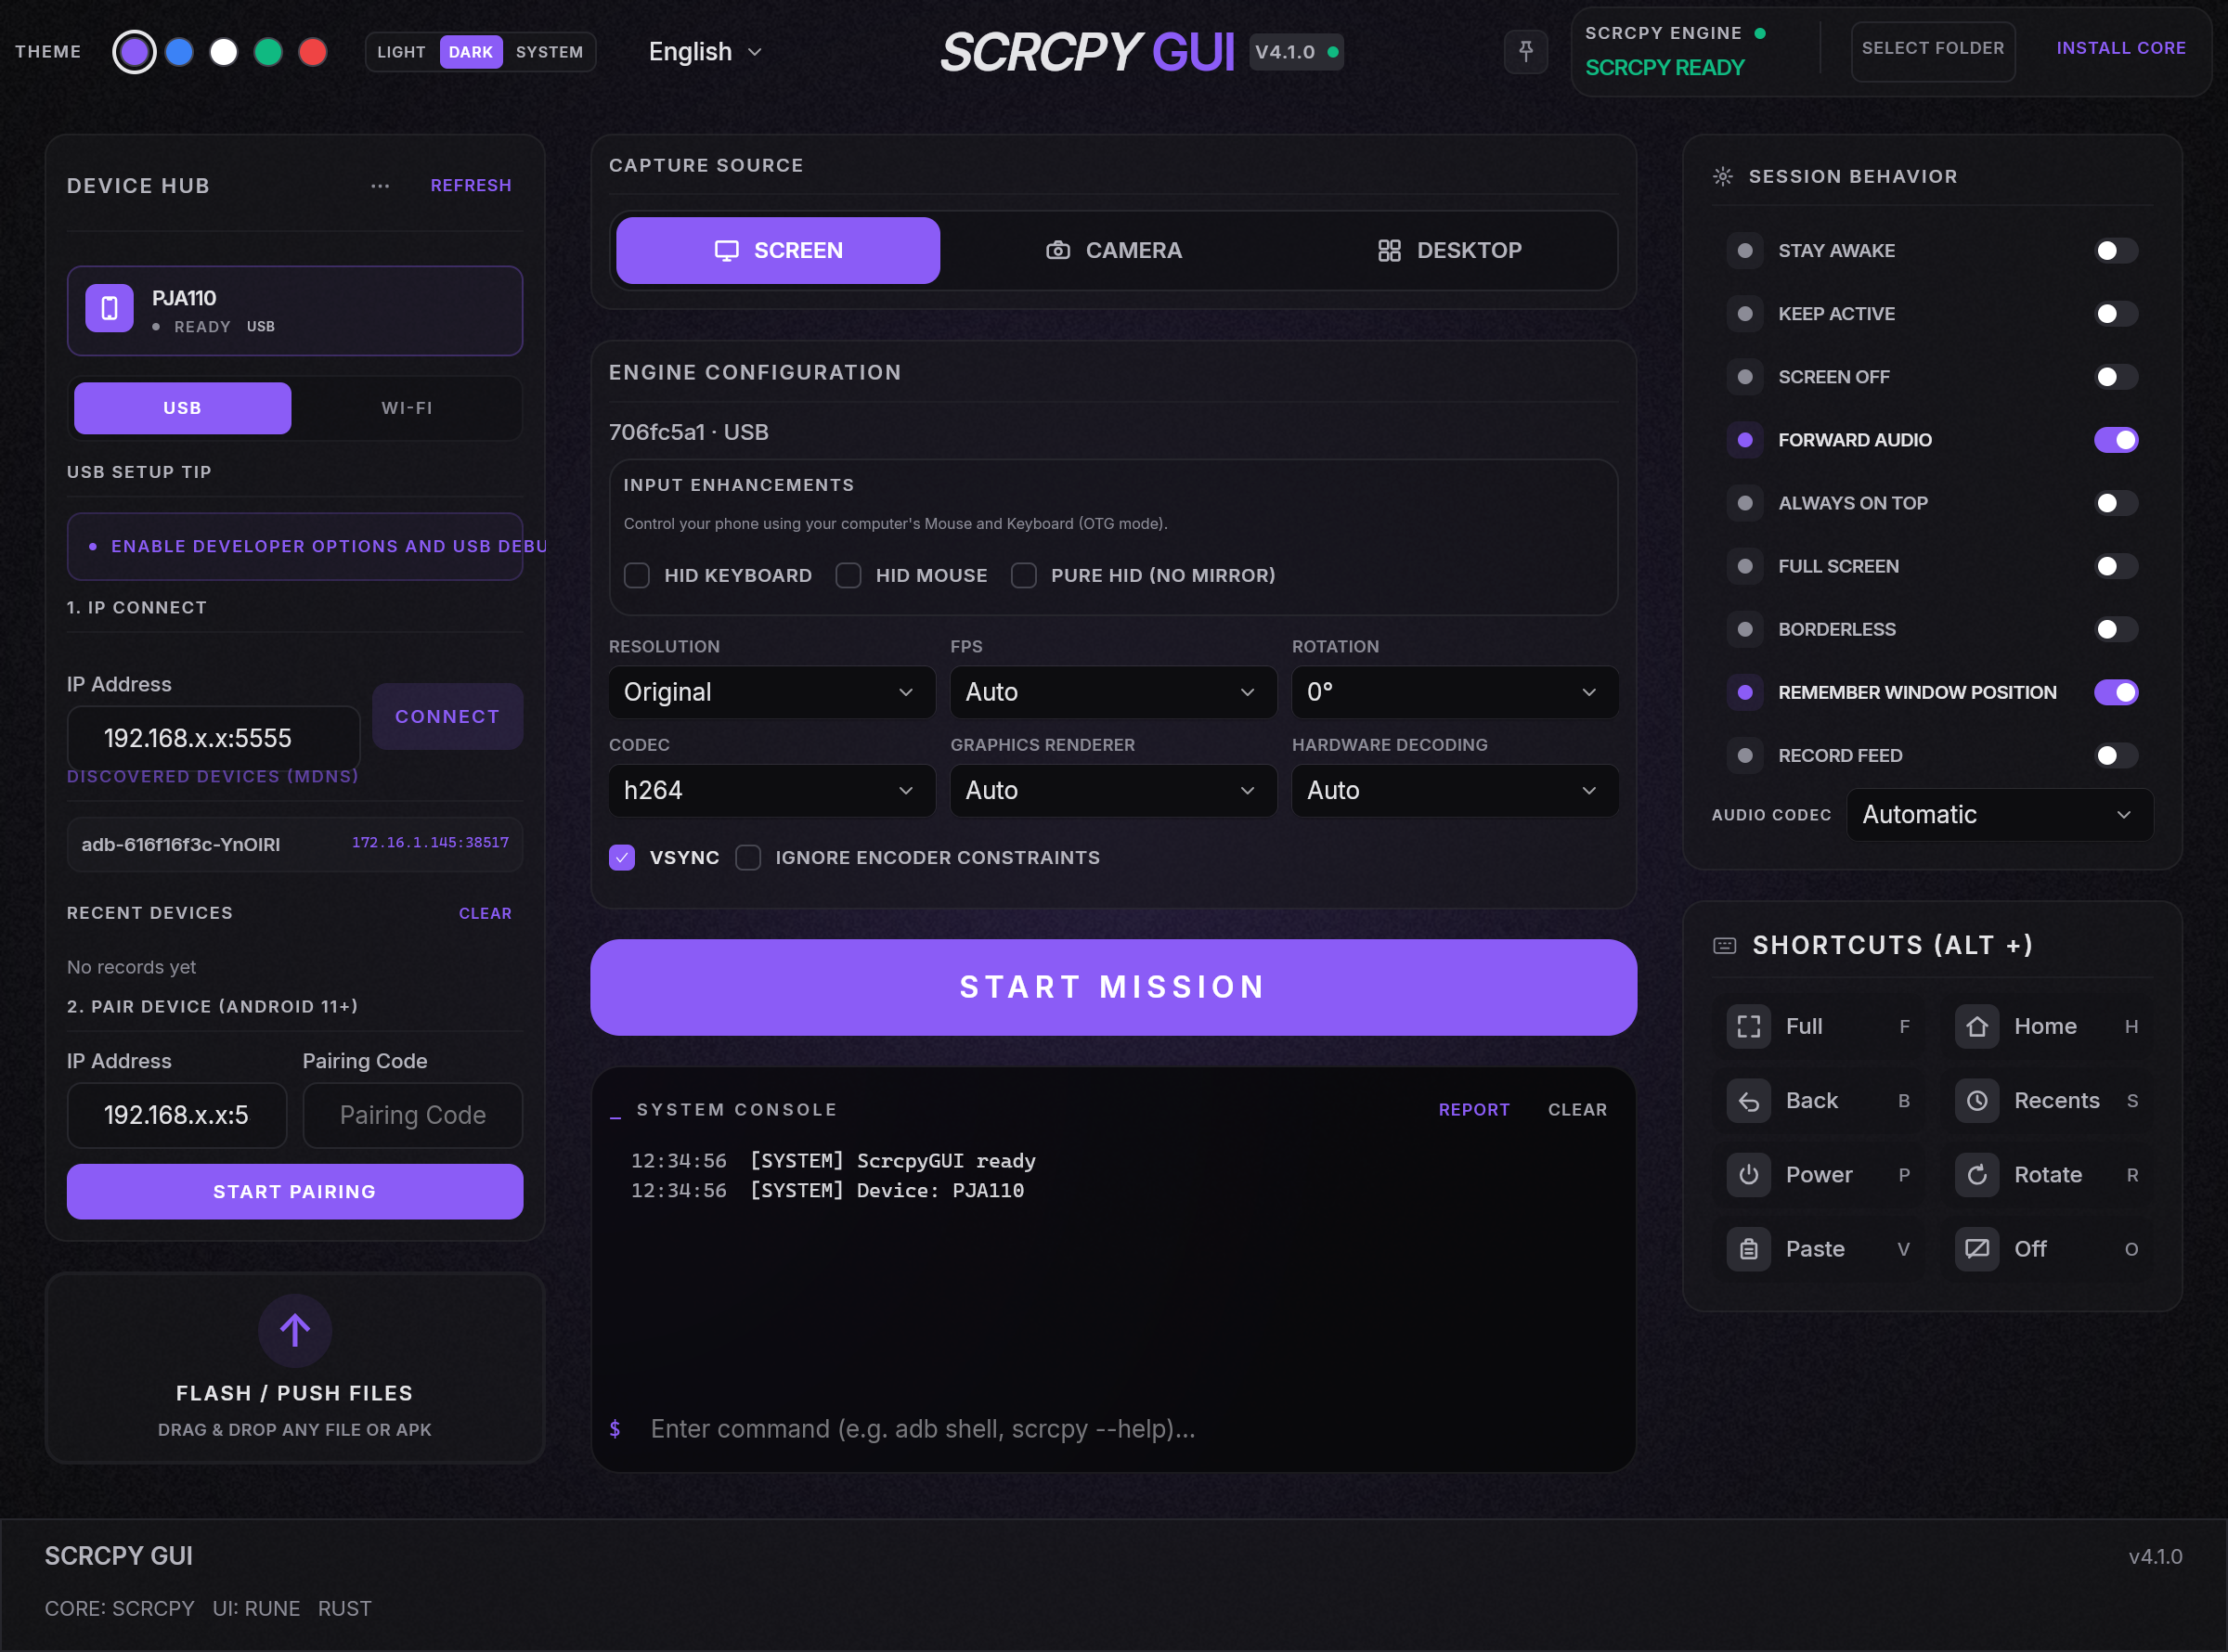 THEME
LIGHT DARK SYSTEM
English
SCRCPY GUI V4.1.0
SCRCPY ENGINE
SCRCPY READY
SELECT FOLDER
INSTALL CORE
DEVICE HUB
REFRESH
PJA110
READY USB
USB WI-FI
USB SETUP TIP
ENABLE DEVELOPER OPTIONS AND USB DEBU
1. IP CONNECT
IP Address
192.168.x.x:5555
CONNECT
DISCOVERED DEVICES (MDNS)
adb-616f16f3c-YnOIRI 172.16.1.145:38517
RECENT DEVICES CLEAR
No records yet
2. PAIR DEVICE (ANDROID 11+)
IP Address Pairing Code
192.168.x.x:5 Pairing Code
START PAIRING
FLASH / PUSH FILES
DRAG & DROP ANY FILE OR APK
CAPTURE SOURCE
SCREEN CAMERA DESKTOP
ENGINE CONFIGURATION
706fc5a1 · USB
INPUT ENHANCEMENTS
Control your phone using your computer's Mouse and Keyboard (OTG mode).
HID KEYBOARD HID MOUSE PURE HID (NO MIRROR)
RESOLUTION FPS ROTATION
Original Auto 0°
CODEC GRAPHICS RENDERER HARDWARE DECODING
h264 Auto Auto
VSYNC IGNORE ENCODER CONSTRAINTS
START MISSION
_ SYSTEM CONSOLE REPORT CLEAR
12:34:56 [SYSTEM] ScrcpyGUI ready
12:34:56 [SYSTEM] Device: PJA110
$ Enter command (e.g. adb shell, scrcpy --help)...
SESSION BEHAVIOR
STAY AWAKE
KEEP ACTIVE
SCREEN OFF
FORWARD AUDIO
ALWAYS ON TOP
FULL SCREEN
BORDERLESS
REMEMBER WINDOW POSITION
RECORD FEED
AUDIO CODEC Automatic
SHORTCUTS (ALT +)
Full F Home H
Back B Recents S
Power P Rotate R
Paste V Off O
SCRCPY GUI v4.1.0
CORE: SCRCPY UI: RUNE RUST